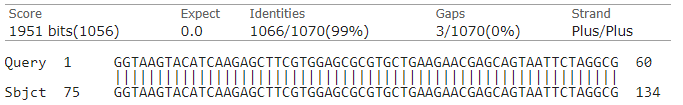 Score Expect Identities Gaps Strand
1951 bits(1056) 0.0 1066/1070(99%) 3/1070(0%) Plus/Plus
Query 1 GGTAAGTACATCAAGAGCTTCGTGGAGCGCGTGCTGAAGAACGAGCAGTAATTCTAGGCG 60
Sbjct 75 GGTAAGTACATCAAGAGCTTCGTGGAGCGCGTGCTGAAGAACGAGCAGTAATTCTAGGCG 134